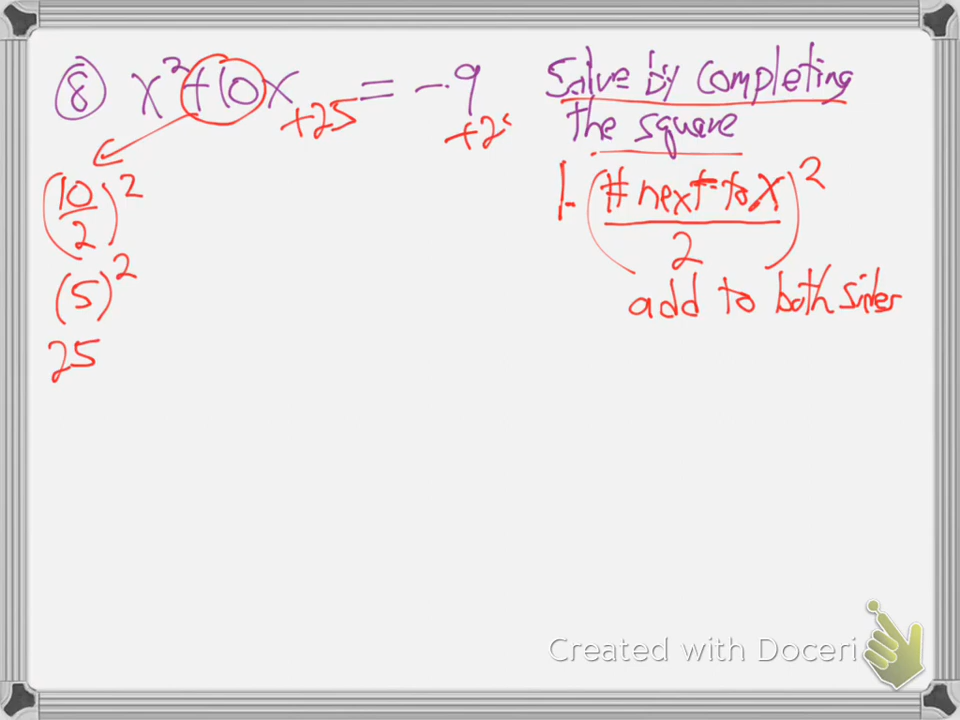 ⑧ x² + 10x + 25 = -9 + 2
Solve by completing
the square
1. (# next to x / 2)²
add to both sides
(10/2)²
(5)²
25
Created with Doceri